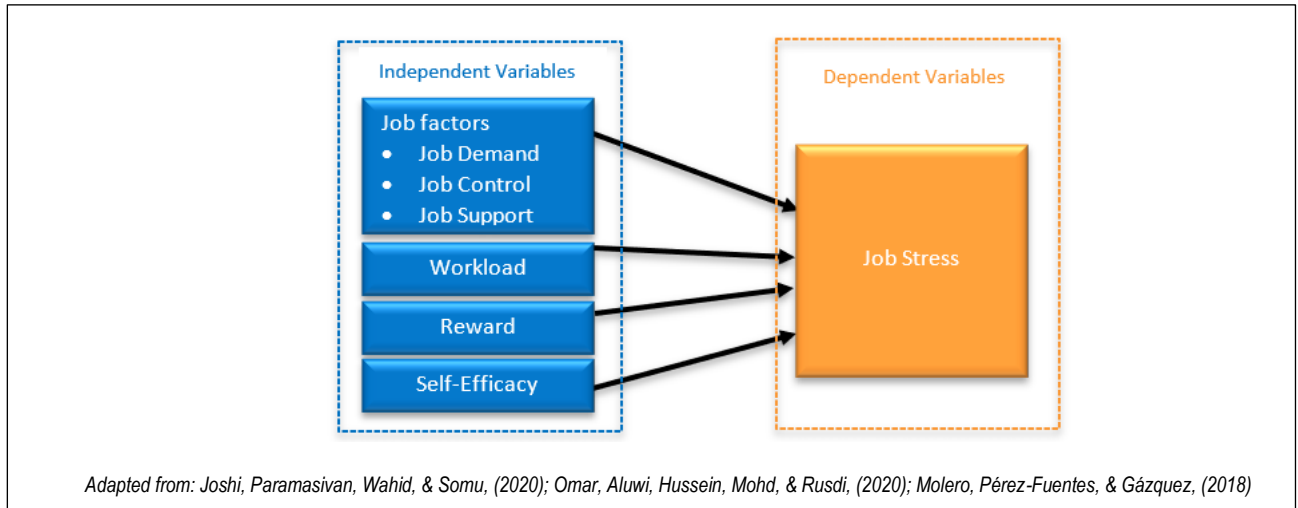 Independent Variables
Job factors
• Job Demand
• Job Control
• Job Support
Workload
Reward
Self-Efficacy
Dependent Variables
Job Stress
Adapted from: Joshi, Paramasivan, Wahid, & Somu, (2020); Omar, Aluwi, Hussein, Mohd, & Rusdi, (2020); Molero, Pérez-Fuentes, & Gázquez, (2018)